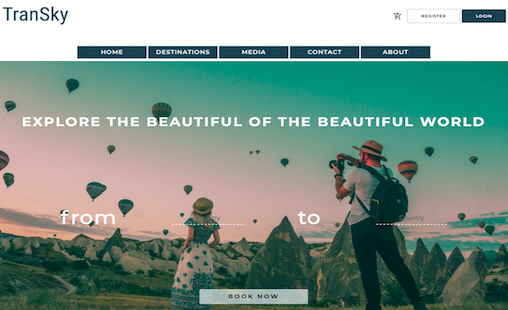 TranSky
REGISTER
LOGIN
HOME
DESTINATIONS
MEDIA
CONTACT
ABOUT
EXPLORE THE BEAUTIFUL OF THE BEAUTIFUL WORLD
from
Country
to
Country
BOOK NOW